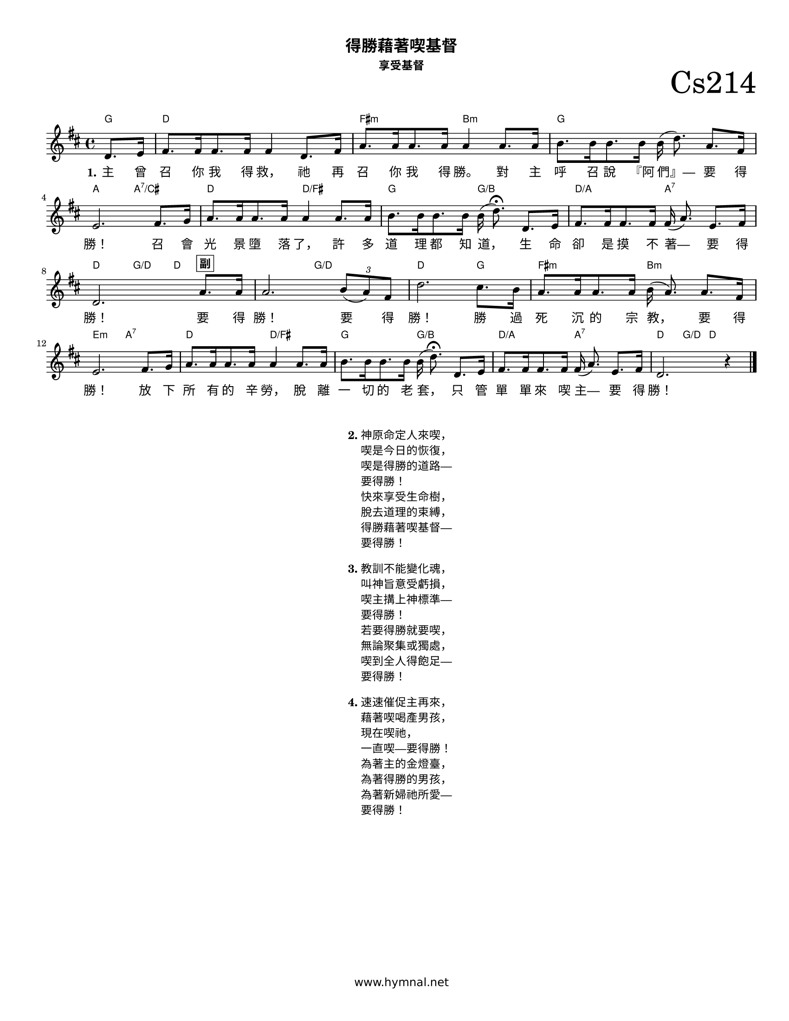 得勝藉著喫基督
享受基督
Cs214
G D F#m Bm G
1. 主 曾 召 你 我 得 救， 祂 再 召 你 我 得 勝。 對 主 呼 召 說 『阿 們』— 要 得
4 A A7/C# D D/F# G G/B D/A A7
勝！ 召 會 光 景 墮 落 了， 許 多 道 理 都 知 道， 生 命 卻 是 摸 不 著— 要 得
8 D G/D D 副 G/D 3 D G F#m Bm
勝！ 要 得 勝！ 要 得 勝！ 勝 過 死 沉 的 宗 教， 要 得
12 Em A7 D D/F# G G/B D/A A7 D G/D D
勝！ 放 下 所 有 的 辛 勞， 脫 離 一 切 的 老 套， 只 管 單 單 來 喫 主— 要 得 勝！
2. 神原命定人來喫，
喫是今日的恢復，
喫是得勝的道路—
要得勝！
快來享受生命樹，
脫去道理的束縛，
得勝藉著喫基督—
要得勝！
3. 教訓不能變化魂，
叫神旨意受虧損，
喫主搆上神標準—
要得勝！
若要得勝就要喫，
無論聚集或獨處，
喫到全人得飽足—
要得勝！
4. 速速催促主再來，
藉著喫喝產男孩，
現在喫祂，
一直喫—要得勝！
為著主的金燈臺，
為著得勝的男孩，
為著新婦祂所愛—
要得勝！
www.hymnal.net